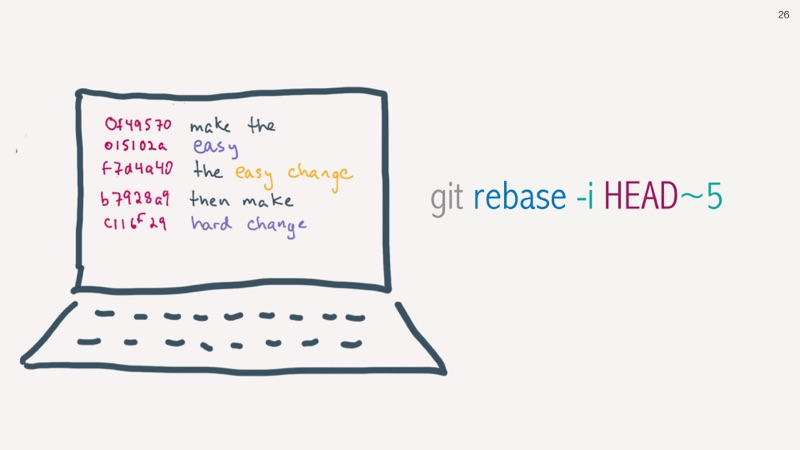 26
0f49570 make the
015102a easy
f7d4a40 the easy change
b7928a9 then make
c116f29 hard change
git rebase -i HEAD~5